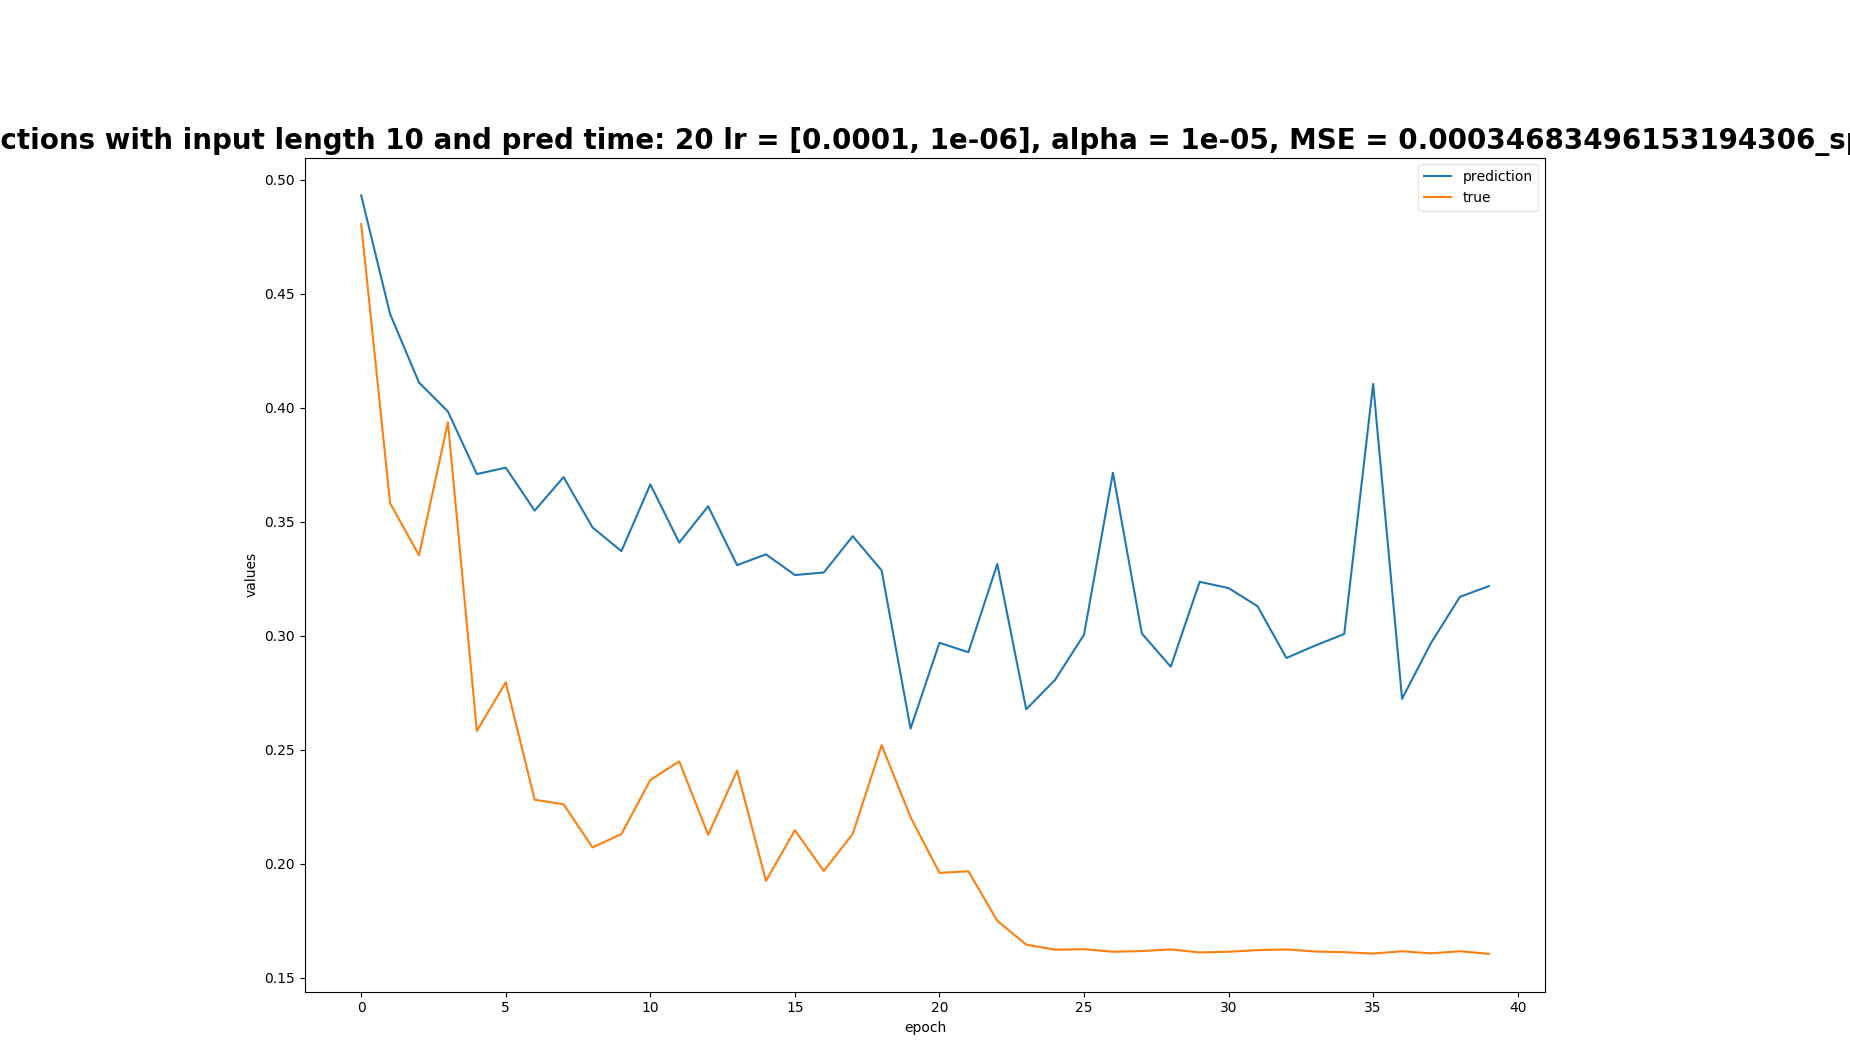 ctions with input length 10 and pred time: 20 lr = [0.0001, 1e-06], alpha = 1e-05, MSE = 0.00034683496153194306_sp
prediction
true
0.50
0.45
0.40
0.35
0.30
0.25
0.20
0.15
values
0 5 10 15 20 25 30 35 40
epoch